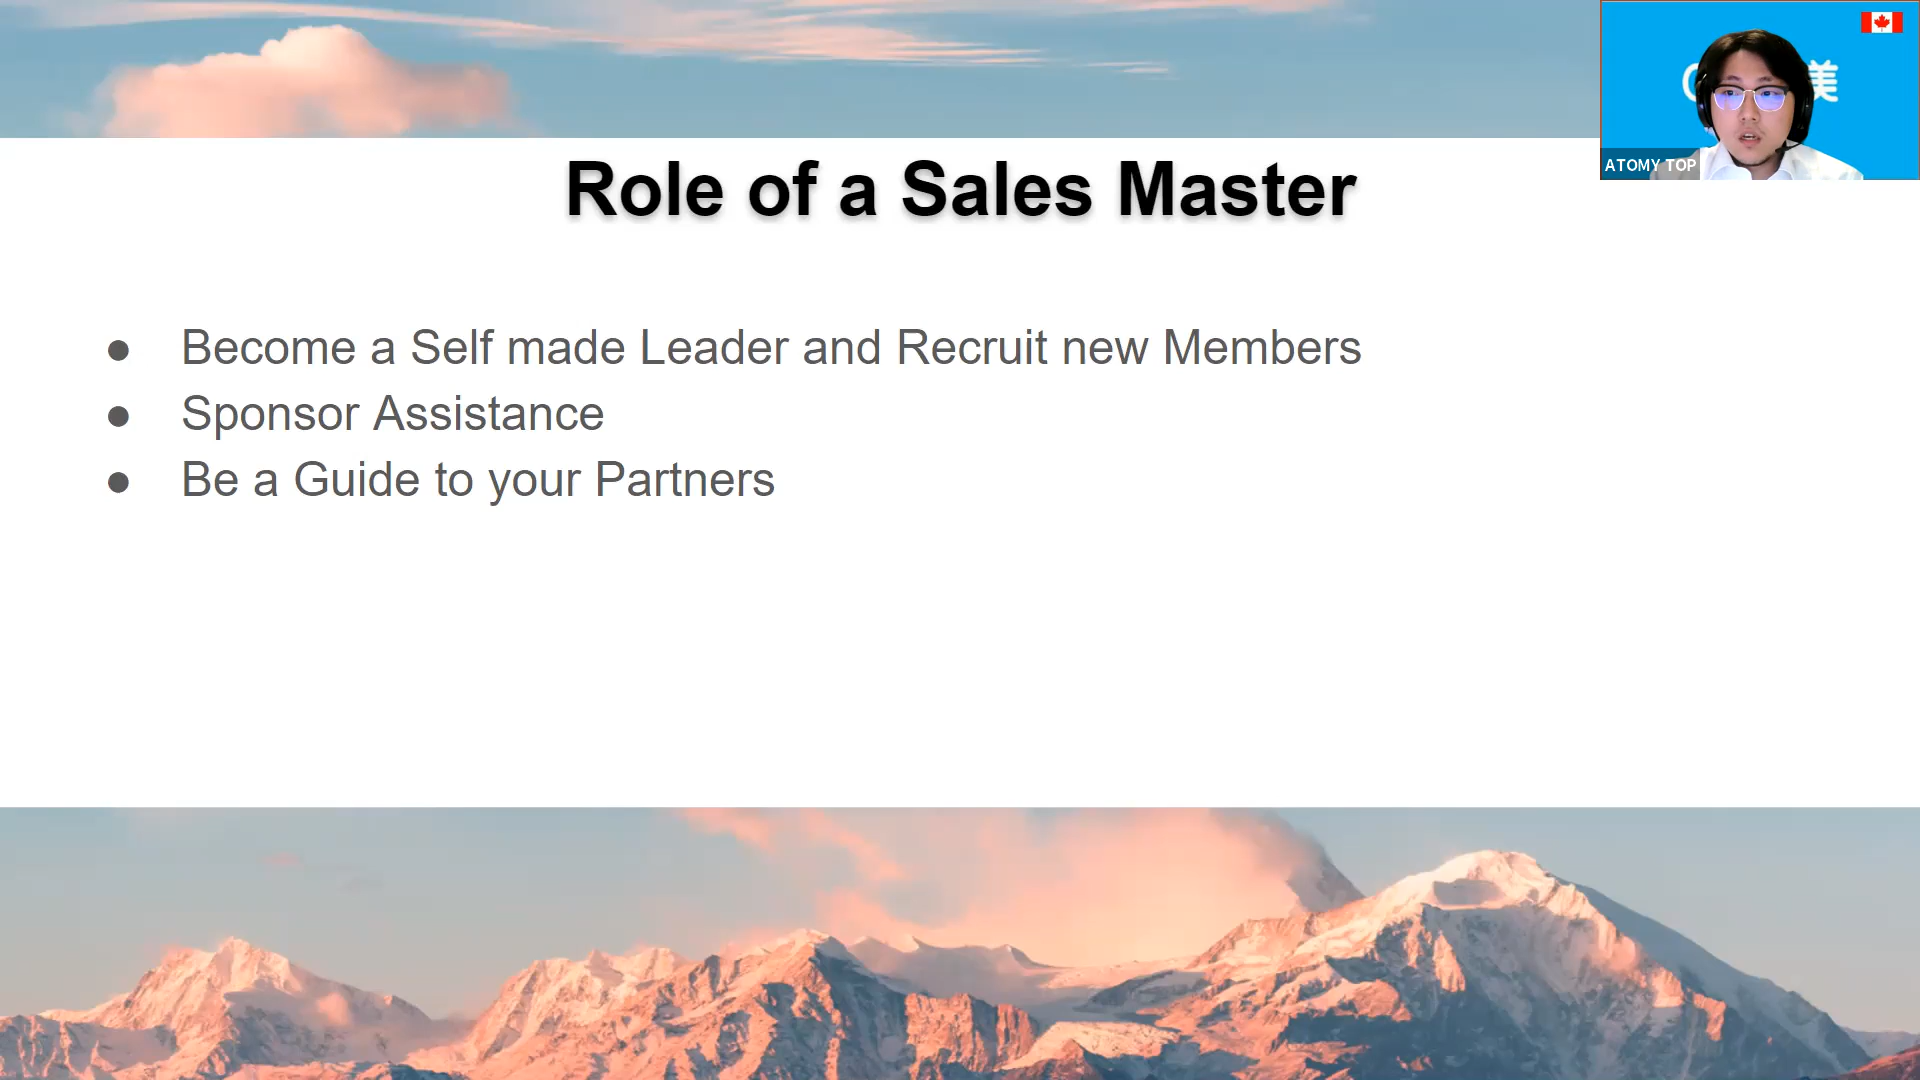 Role of a Sales Master
美
ATOMY TOP
● Become a Self made Leader and Recruit new Members
● Sponsor Assistance
● Be a Guide to your Partners